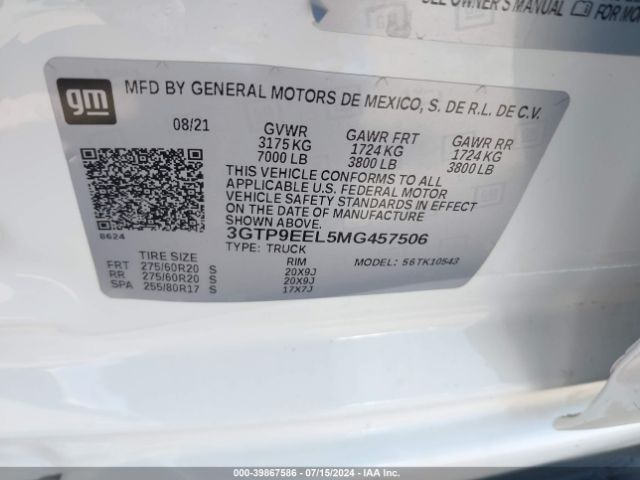 SEE OWNER'S MANUAL FOR MOR
gm
MFD BY GENERAL MOTORS DE MEXICO, S. DE R.L. DE C.V.
08/21 GVWR GAWR FRT GAWR RR
3175 KG 1724 KG 1724 KG
7000 LB 3800 LB 3800 LB
THIS VEHICLE CONFORMS TO ALL
APPLICABLE U.S. FEDERAL MOTOR
VEHICLE SAFETY STANDARDS IN EFFECT
ON THE DATE OF MANUFACTURE
SHOWN ABOVE.
8624
3GTP9EEL5MG457506
TYPE: TRUCK
TIRE SIZE RIM MODEL: S6TK10543
FRT 275/60R20 S 20X9J
RR 275/60R20 S 20X9J
SPA 255/80R17 S 17X7J
000-39867586 - 07/15/2024 - IAA Inc.